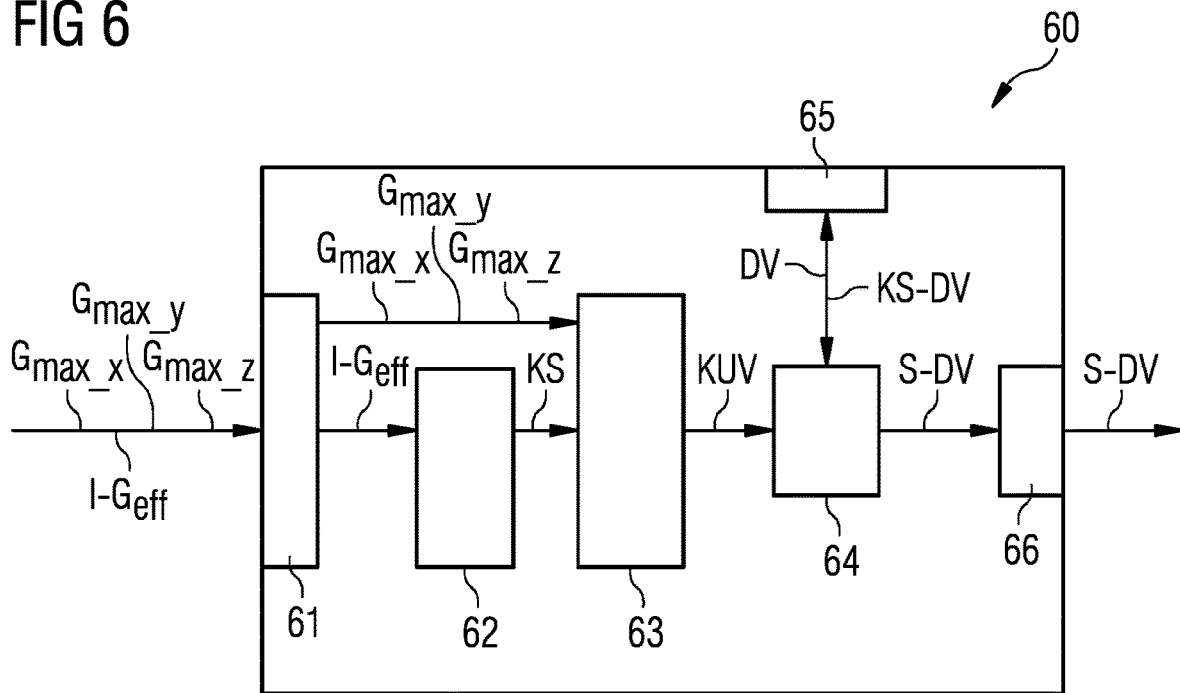 FIG 6
60
65
G_max_y
G_max_x
G_max_z
DV
KS-DV
G_max_y
G_max_x
G_max_z
I-G_eff
KS
KUV
S-DV
S-DV
I-G_eff
61
62
63
64
66